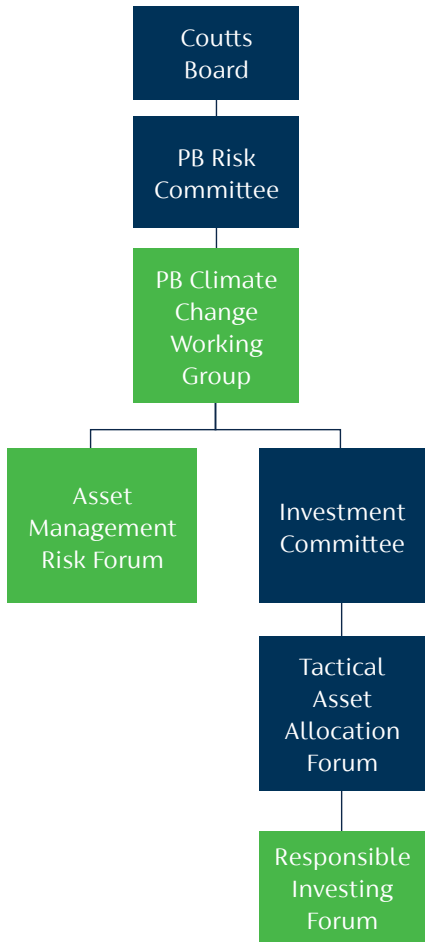 Coutts
Board
PB Risk
Committee
PB Climate
Change
Working
Group
Asset
Management
Risk Forum
Investment
Committee
Tactical
Asset
Allocation
Forum
Responsible
Investing
Forum